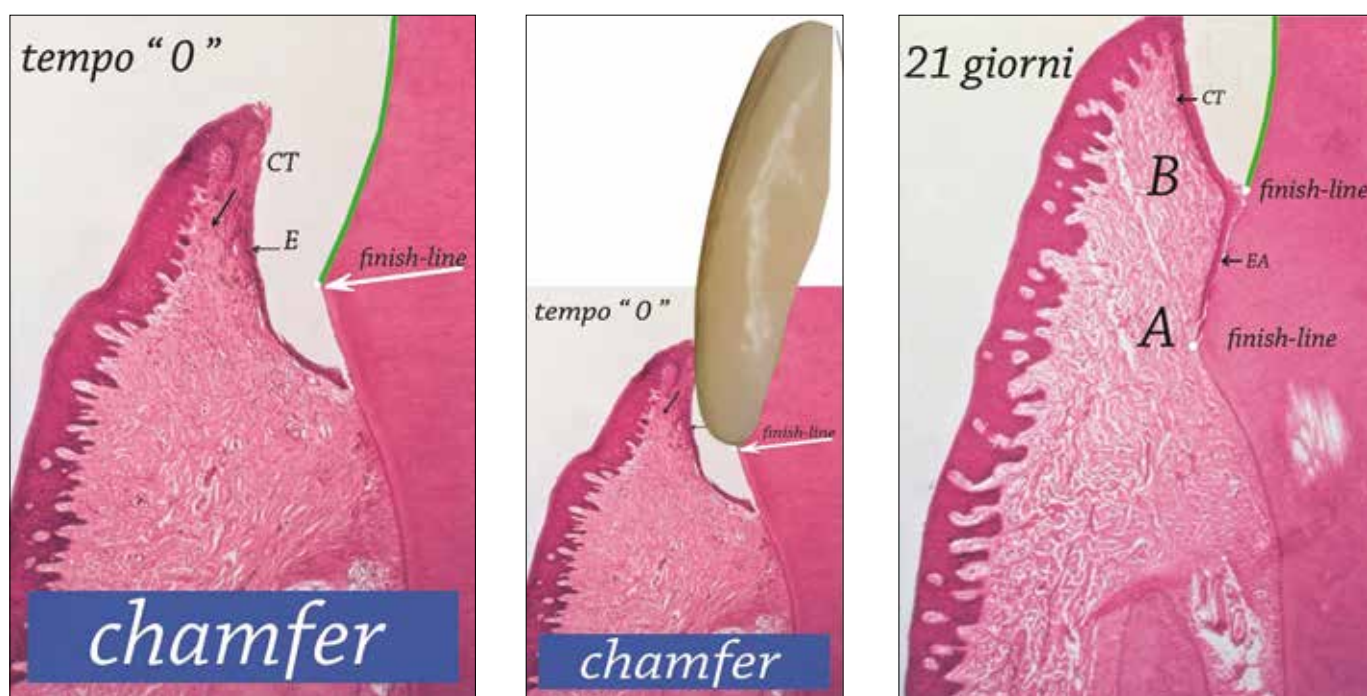 tempo “ 0 ”
CT
E
finish-line
chamfer
tempo “ 0 ”
finish-line
chamfer
21 giorni
CT
B
finish-line
EA
A
finish-line